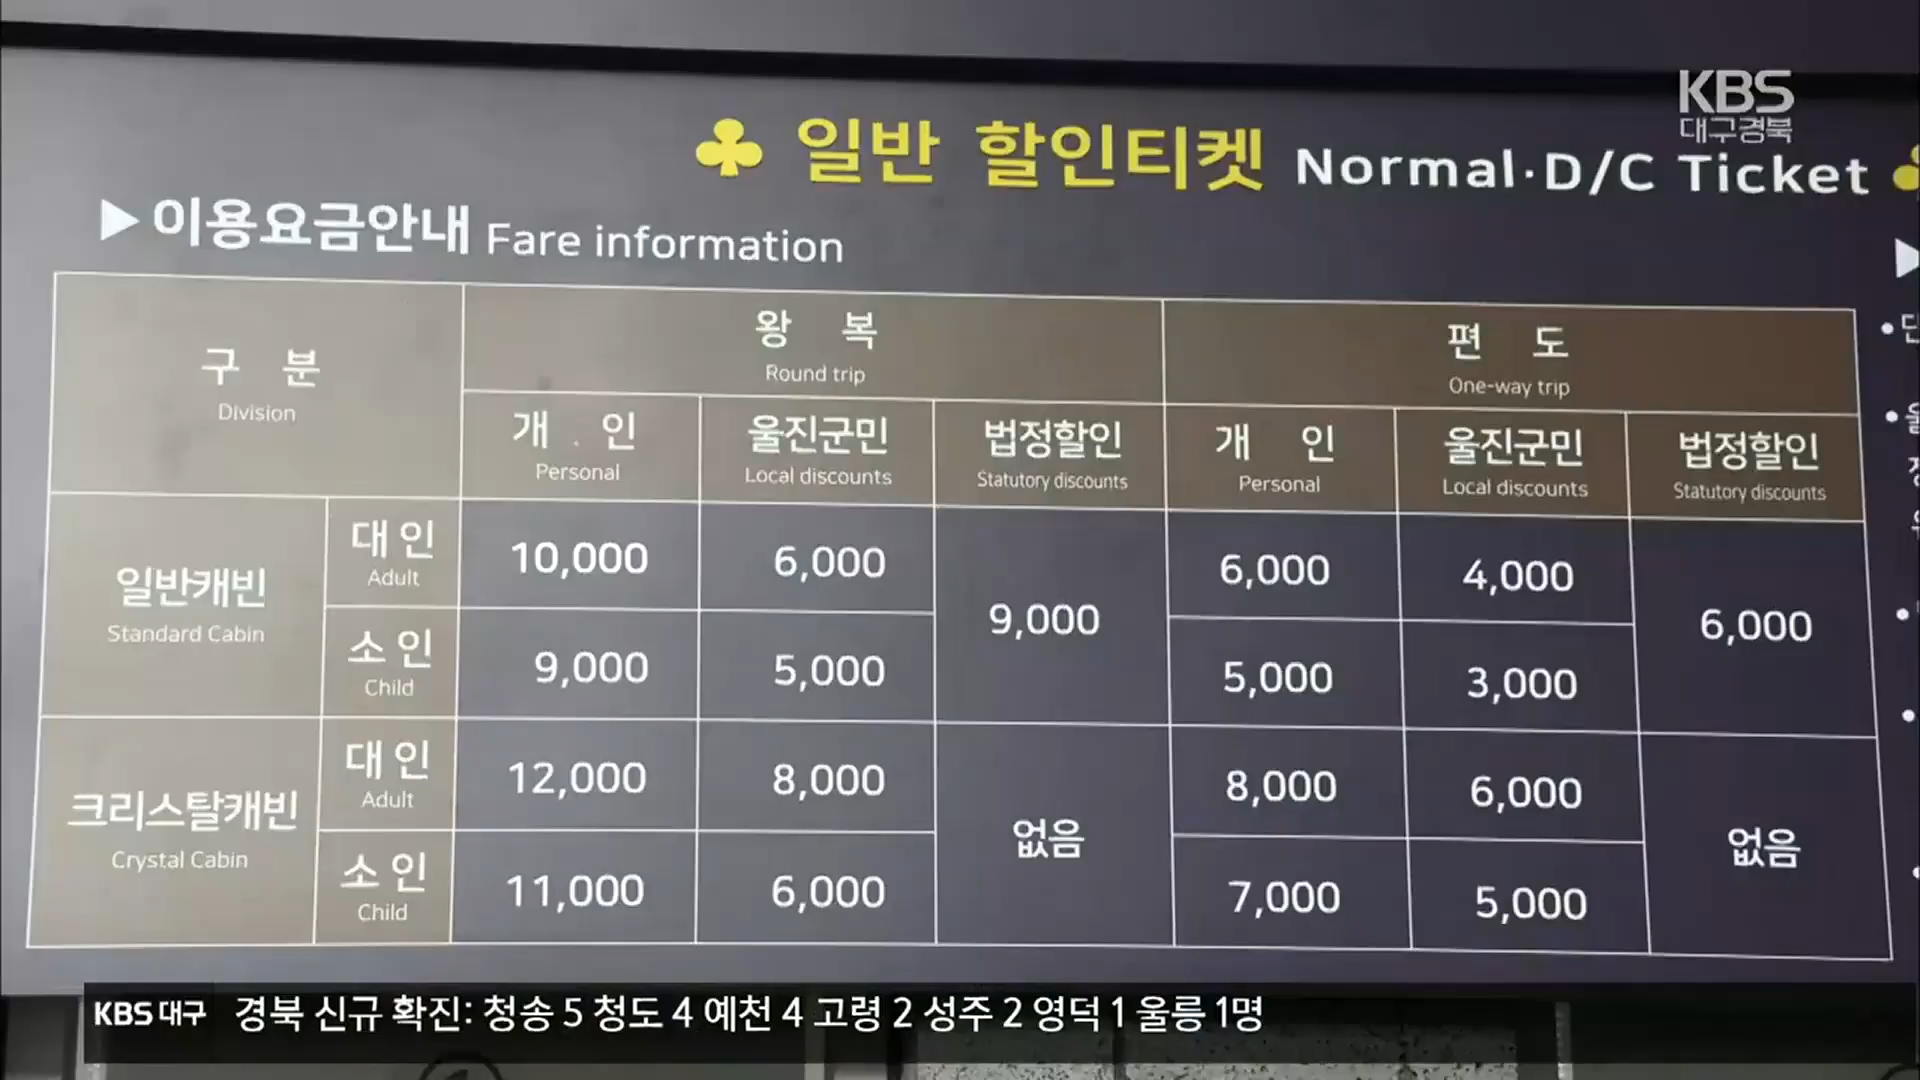 KBS
대구경북
♣ 일반 할인티켓 Normal·D/C Ticket
▶이용요금안내 Fare information
구 분
Division
왕 복
Round trip
편 도
One-way trip
개 인
Personal
울진군민
Local discounts
법정할인
Statutory discounts
개 인
Personal
울진군민
Local discounts
법정할인
Statutory discounts
일반캐빈
Standard Cabin
대 인
Adult
10,000 6,000 9,000 6,000 4,000 6,000
소 인
Child
9,000 5,000 5,000 3,000
크리스탈캐빈
Crystal Cabin
대 인
Adult
12,000 8,000 없음 8,000 6,000 없음
소 인
Child
11,000 6,000 7,000 5,000
KBS 대구 경북 신규 확진: 청송 5 청도 4 예천 4 고령 2 성주 2 영덕 1 울릉 1명